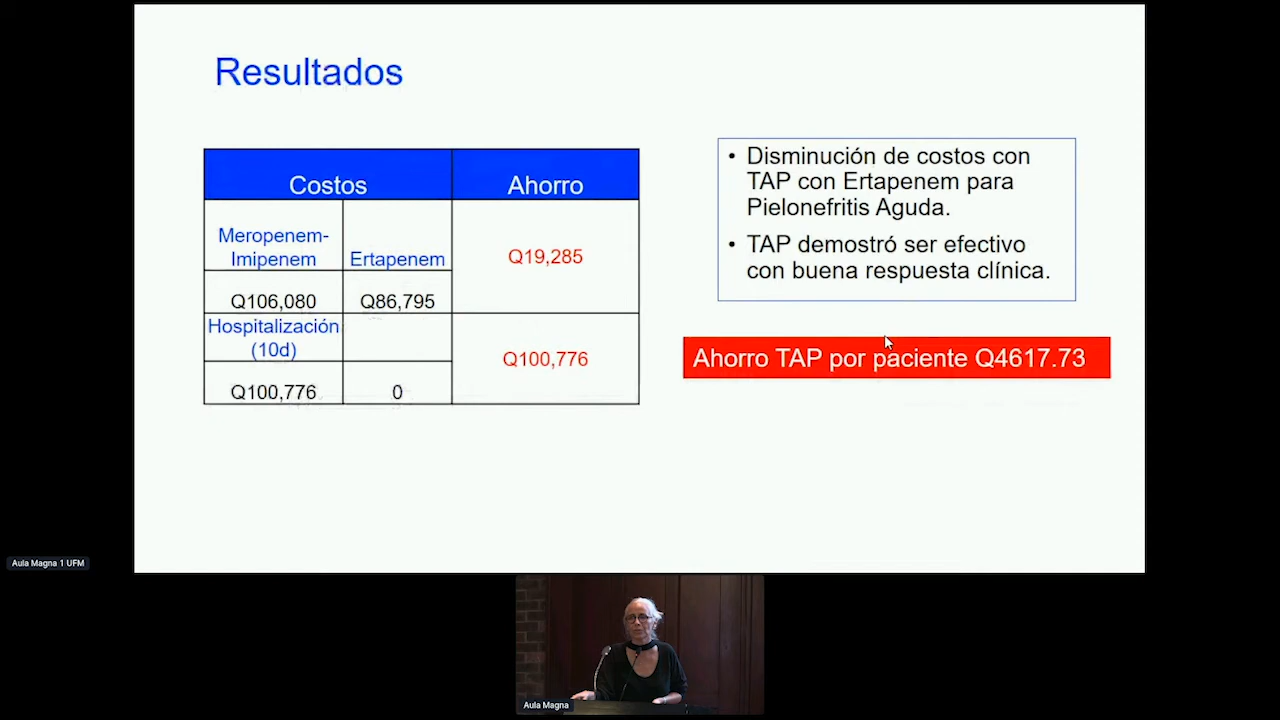 Resultados
Costos
Ahorro
Meropenem-
Imipenem
Ertapenem
Q19,285
Q106,080
Q86,795
Hospitalización
(10d)
Q100,776
Q100,776
0
• Disminución de costos con
TAP con Ertapenem para
Pielonefritis Aguda.
• TAP demostró ser efectivo
con buena respuesta clínica.
Ahorro TAP por paciente Q4617.73
Aula Magna 1 UFM
Aula Magna